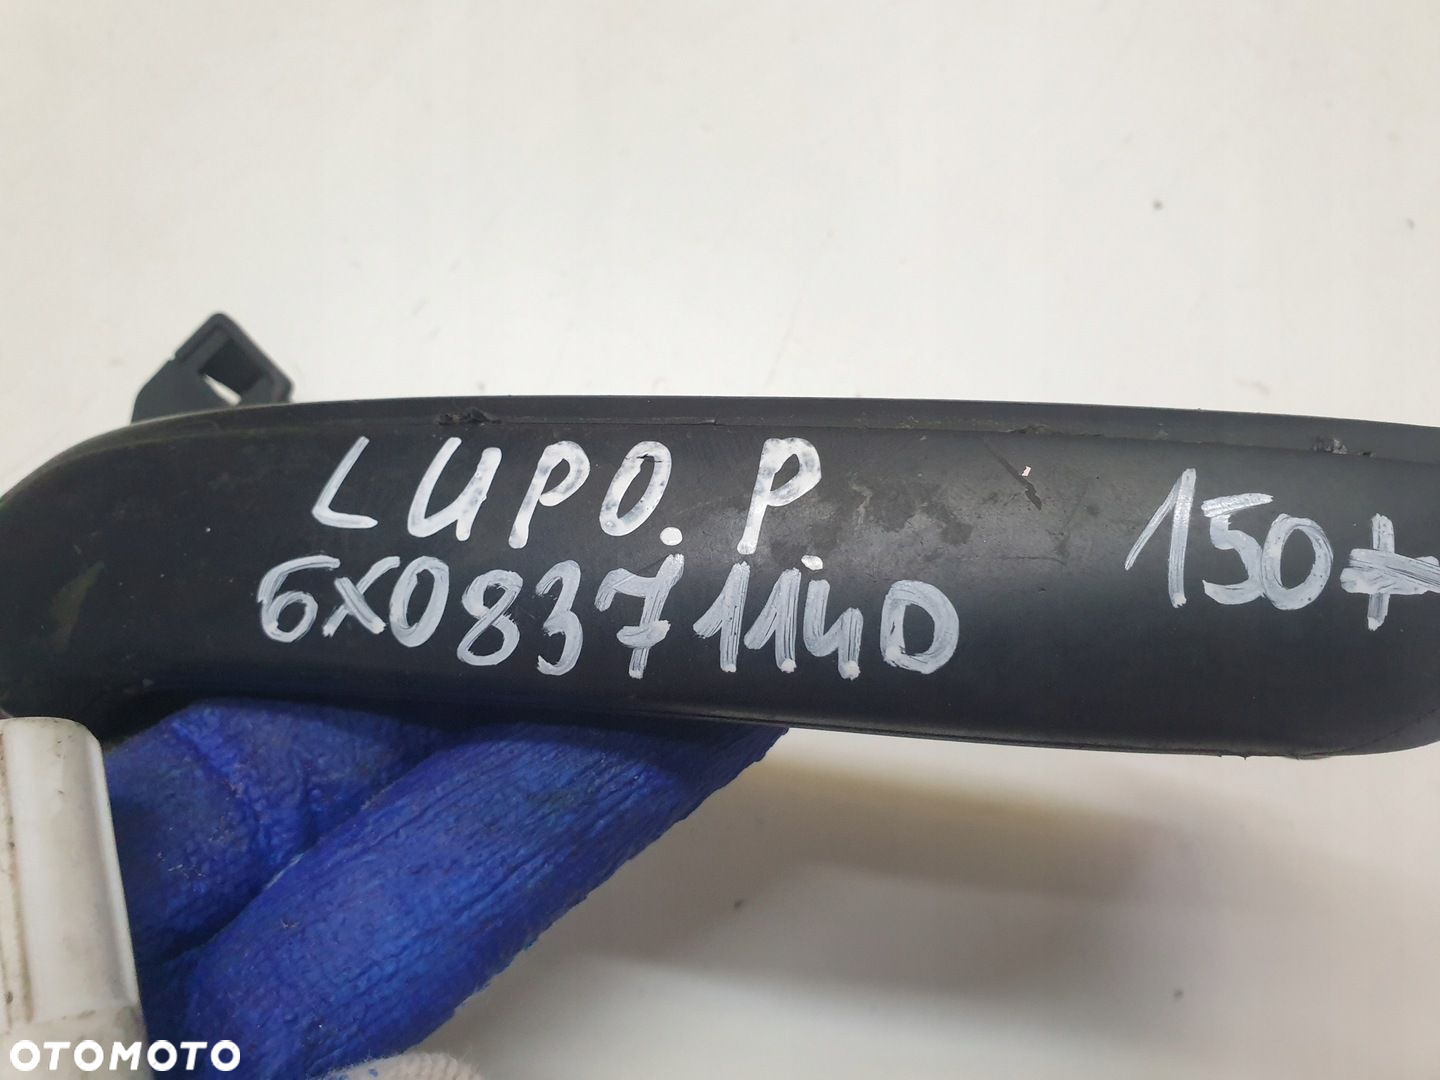 LUPO. P.
6X0837114D
150+
OTOMOTO